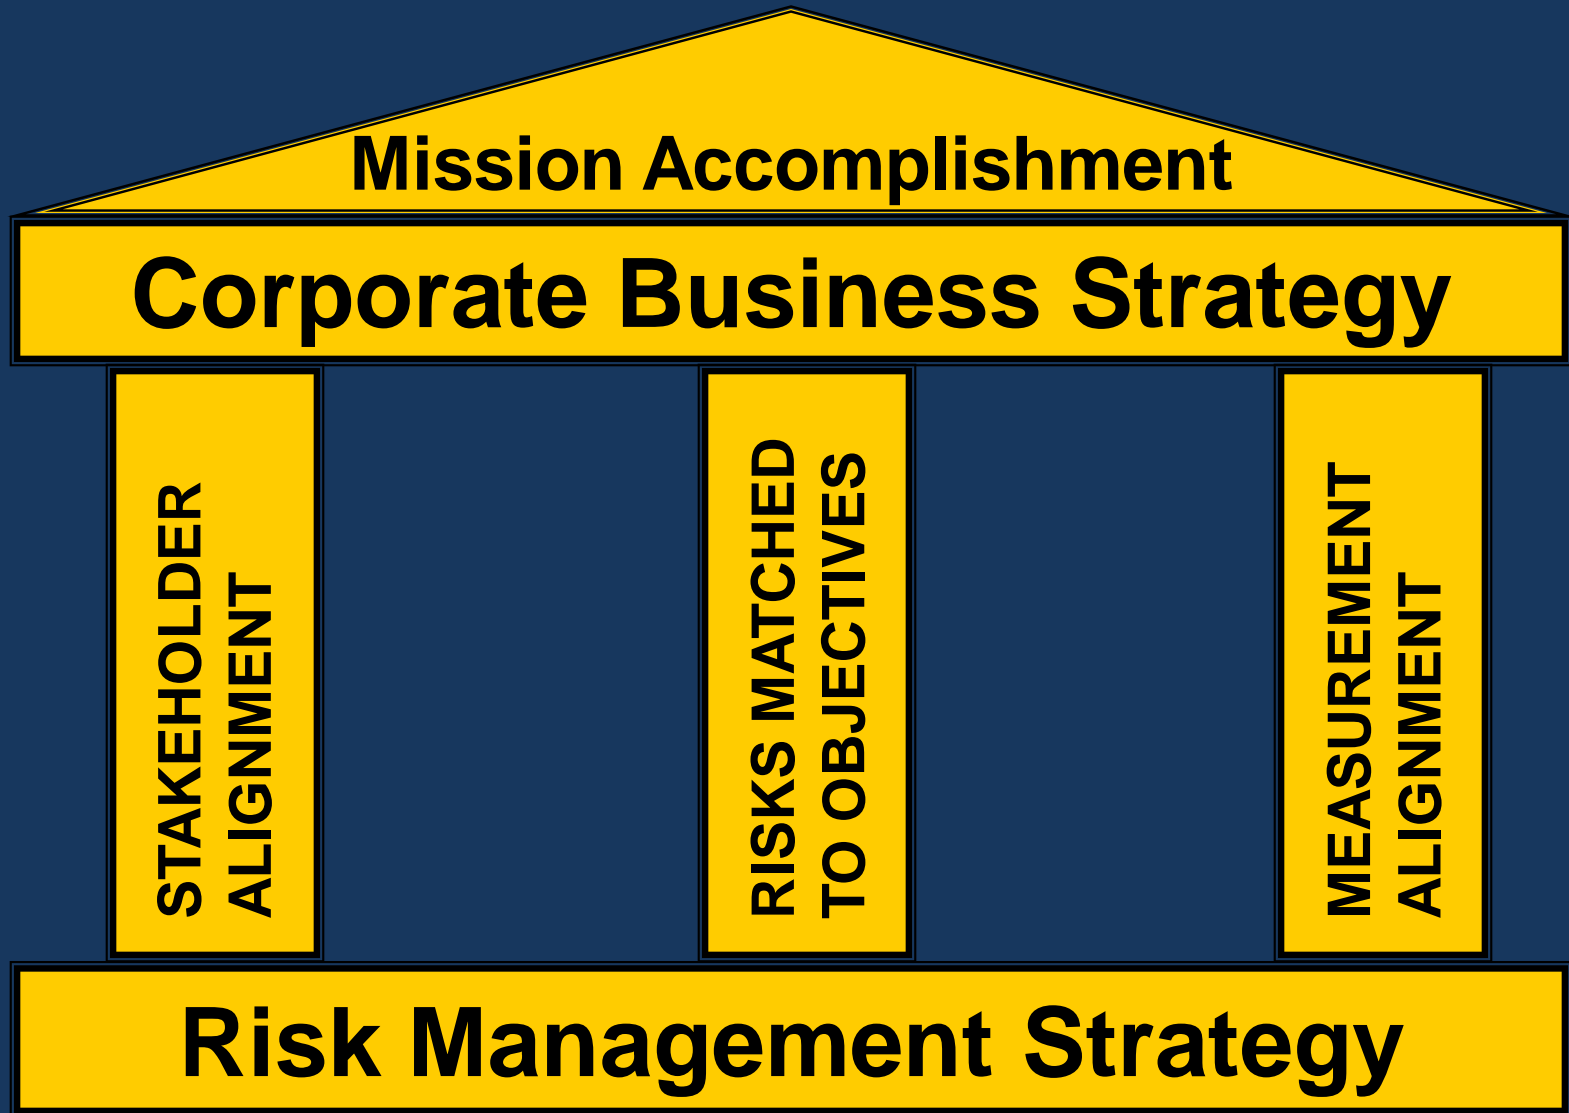 Mission Accomplishment
Corporate Business Strategy
STAKEHOLDER
ALIGNMENT
RISKS MATCHED
TO OBJECTIVES
MEASUREMENT
ALIGNMENT
Risk Management Strategy